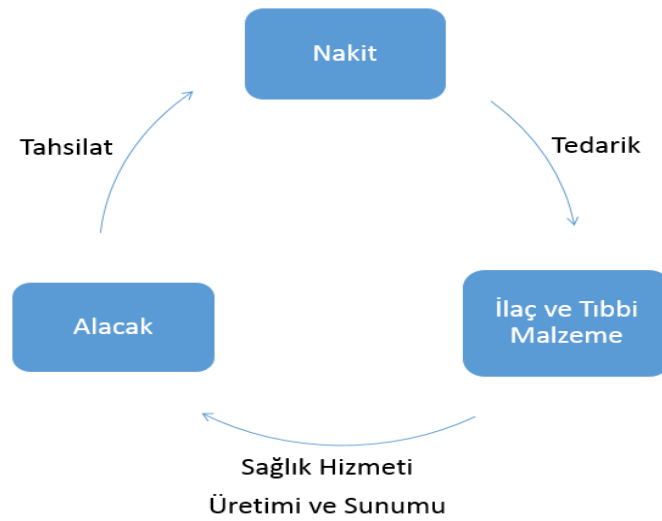 Nakit
Tahsilat
Tedarik
Alacak
İlaç ve Tıbbi
Malzeme
Sağlık Hizmeti
Üretimi ve Sunumu